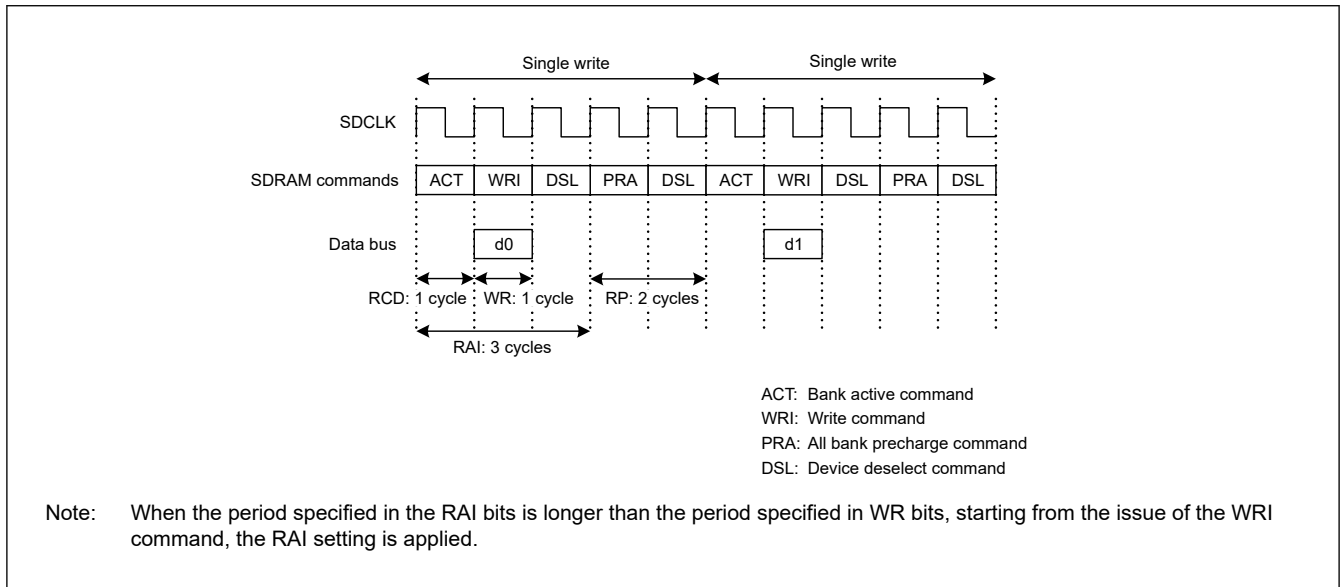 Single write Single write
SDCLK
SDRAM commands ACT WRI DSL PRA DSL ACT WRI DSL PRA DSL
Data bus d0 d1
RCD: 1 cycle WR: 1 cycle RP: 2 cycles
RAI: 3 cycles
ACT: Bank active command
WRI: Write command
PRA: All bank precharge command
DSL: Device deselect command
Note: When the period specified in the RAI bits is longer than the period specified in WR bits, starting from the issue of the WRI
command, the RAI setting is applied.